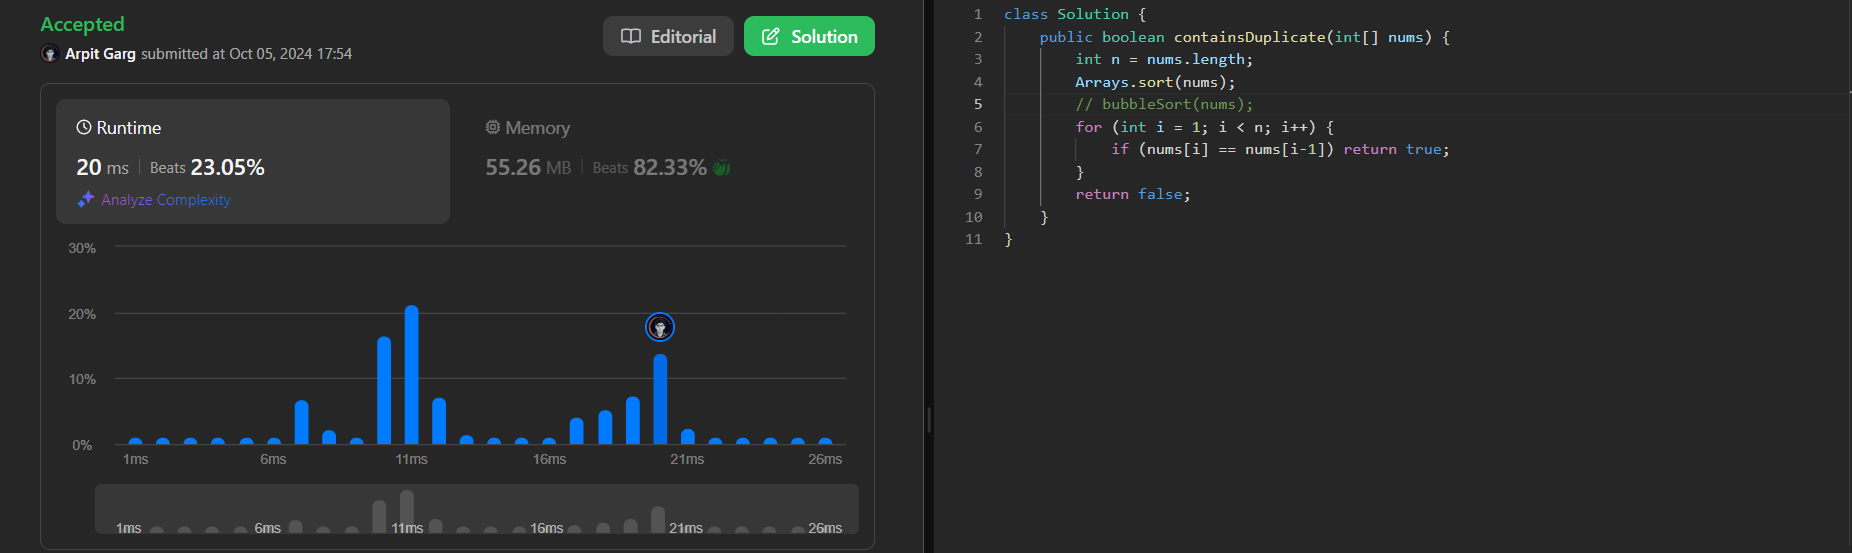 Accepted
Arpit Garg submitted at Oct 05, 2024 17:54
Editorial
Solution
Runtime
20 ms | Beats 23.05%
Analyze Complexity
Memory
55.26 MB | Beats 82.33%
30%
20%
10%
0%
1ms 6ms 11ms 16ms 21ms 26ms
1ms 6ms 11ms 16ms 21ms 26ms
1 class Solution {
2     public boolean containsDuplicate(int[] nums) {
3         int n = nums.length;
4         Arrays.sort(nums);
5         // bubbleSort(nums);
6         for (int i = 1; i < n; i++) {
7             if (nums[i] == nums[i-1]) return true;
8         }
9         return false;
10     }
11 }